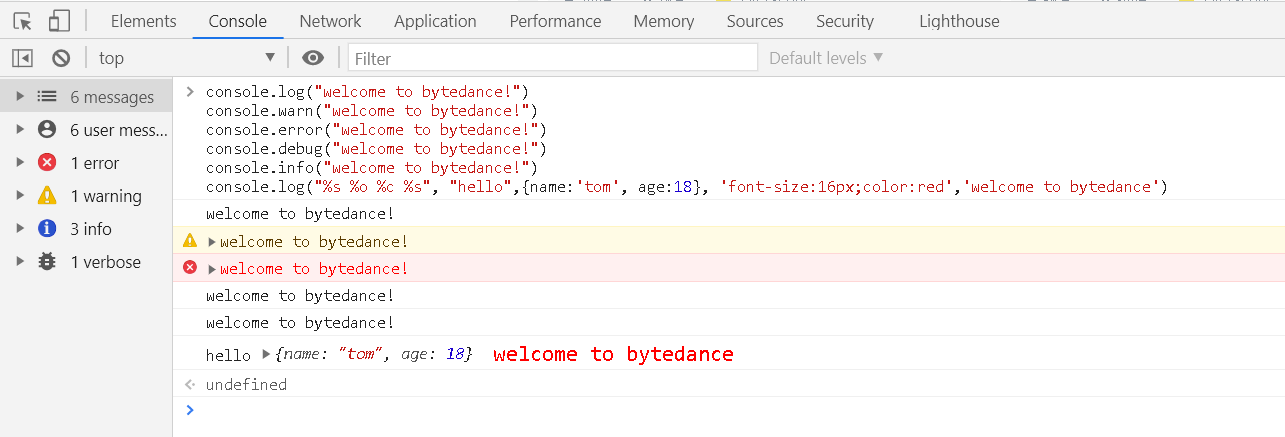 Elements Console Network Application Performance Memory Sources Security Lighthouse
top Filter Default levels
6 messages
6 user mess...
1 error
1 warning
3 info
1 verbose
console.log("welcome to bytedance!")
console.warn("welcome to bytedance!")
console.error("welcome to bytedance!")
console.debug("welcome to bytedance!")
console.info("welcome to bytedance!")
console.log("%s %o %c %s", "hello",{name:'tom', age:18}, 'font-size:16px;color:red','welcome to bytedance')
welcome to bytedance!
welcome to bytedance!
welcome to bytedance!
welcome to bytedance!
welcome to bytedance!
hello {name: "tom", age: 18} welcome to bytedance
undefined